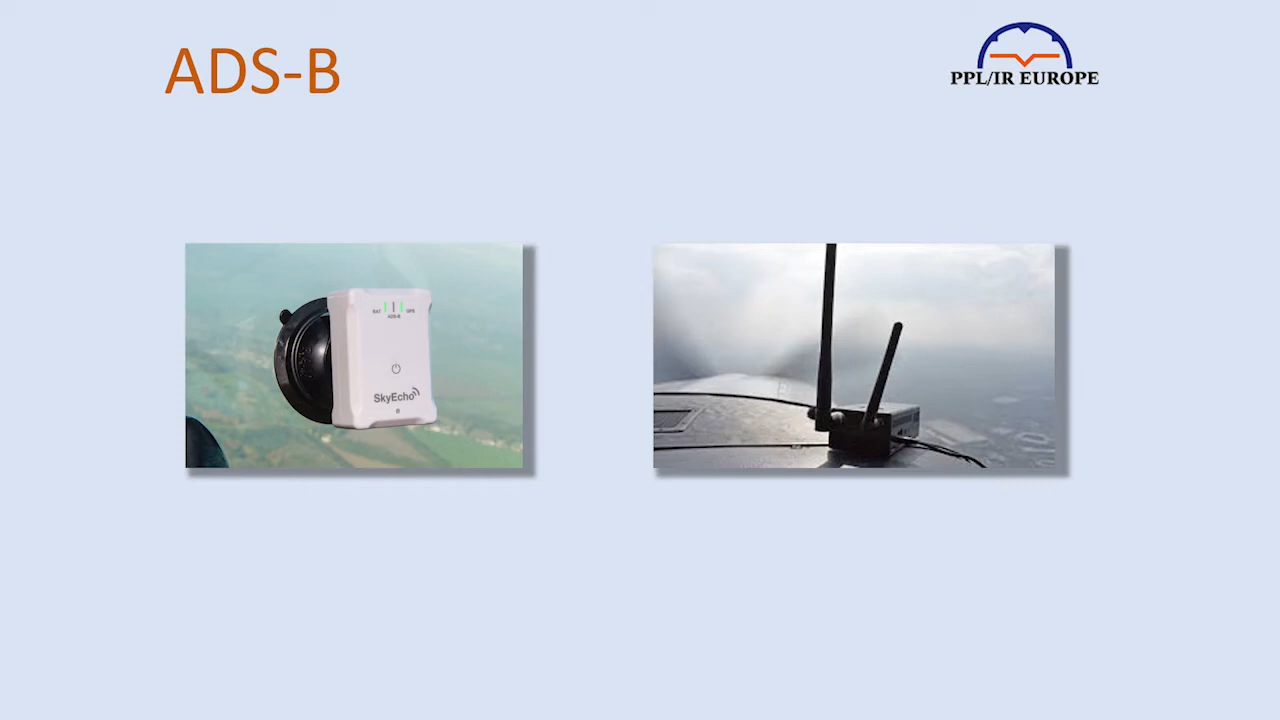 ADS-B
PPL/IR EUROPE
BAT
GPS
ADS-B
SkyEcho